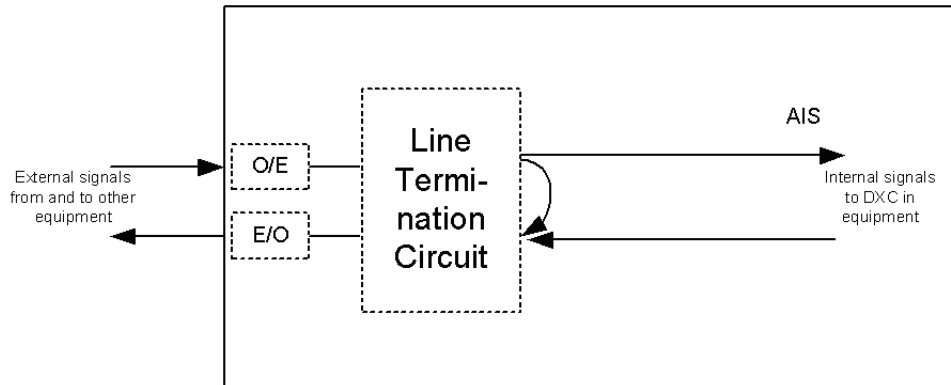 AIS
O/E
E/O
Line
Termi-
nation
Circuit
External signals
from and to other
equipment
Internal signals
to DXC in
equipment